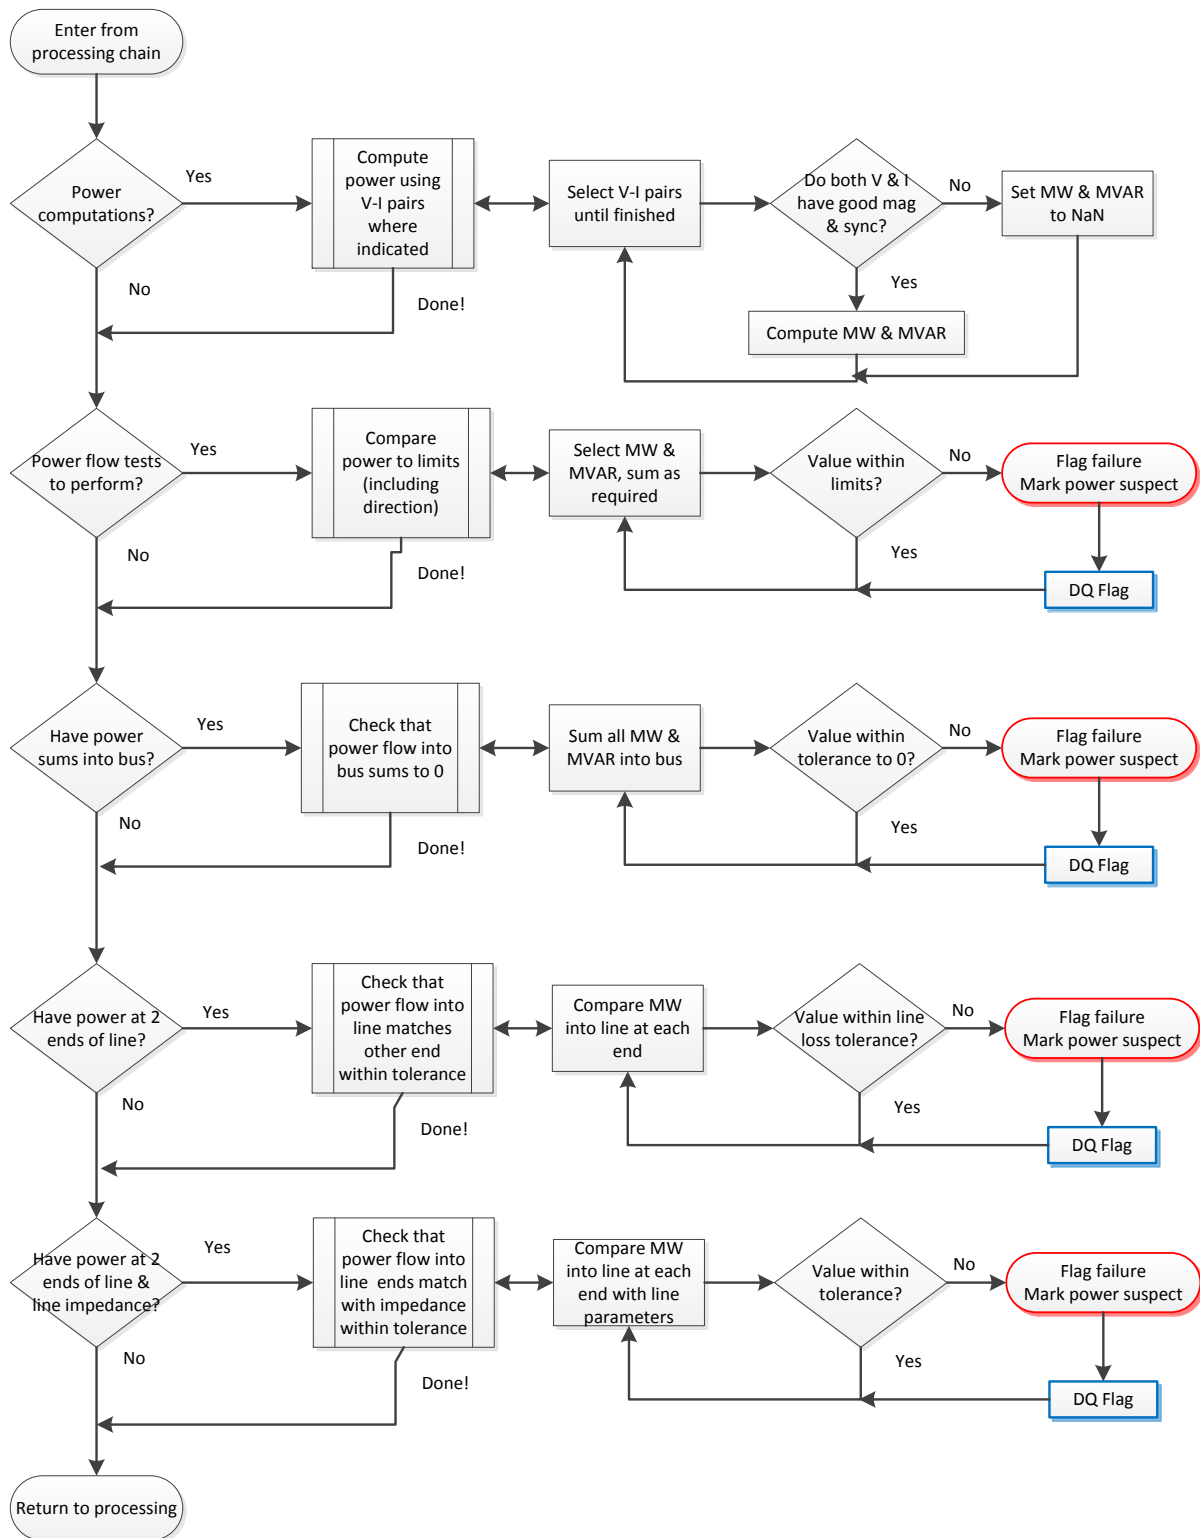 Enter from
processing chain
Power
computations?
Yes
No
Compute
power using
V-I pairs
where
indicated
Done!
Select V-I pairs
until finished
Do both V & I
have good mag
& sync?
No
Yes
Set MW & MVAR
to NaN
Compute MW & MVAR
Power flow tests
to perform?
Yes
No
Compare
power to limits
(including
direction)
Done!
Select MW &
MVAR, sum as
required
Value within
limits?
No
Yes
Flag failure
Mark power suspect
DQ Flag
Have power
sums into bus?
Yes
No
Check that
power flow into
bus sums to 0
Done!
Sum all MW &
MVAR into bus
Value within
tolerance to 0?
No
Yes
Flag failure
Mark power suspect
DQ Flag
Have power at 2
ends of line?
Yes
No
Check that
power flow into
line matches
other end
within tolerance
Done!
Compare MW
into line at each
end
Value within line
loss tolerance?
No
Yes
Flag failure
Mark power suspect
DQ Flag
Have power at 2
ends of line &
line impedance?
Yes
No
Check that
power flow into
line ends match
with impedance
within tolerance
Done!
Compare MW
into line at each
end with line
parameters
Value within
tolerance?
No
Yes
Flag failure
Mark power suspect
DQ Flag
Return to processing